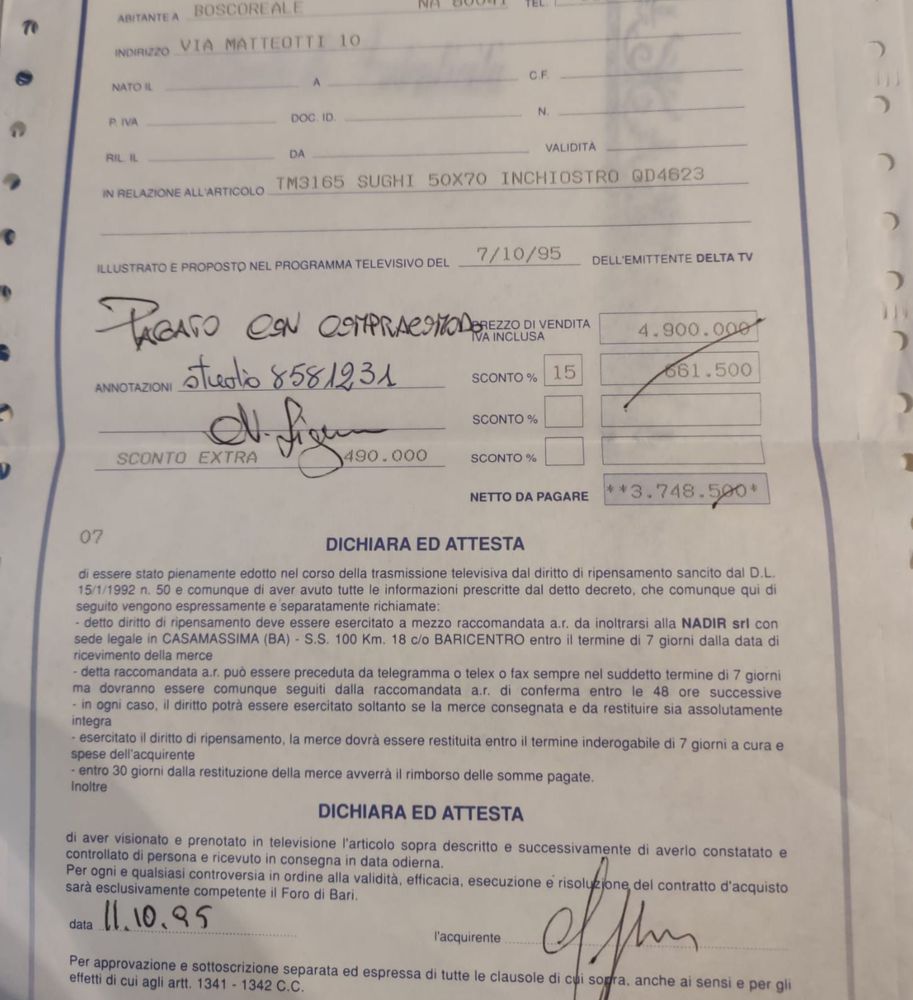 ABITANTE A BOSCOREALE NA 80041 TEL.
INDIRIZZO VIA MATTEOTTI 10
NATO IL A C.F.
P. IVA DOC. ID. N.
RIL. IL DA VALIDITÀ
IN RELAZIONE ALL'ARTICOLO TM3165 SUGHI 50X70 INCHIOSTRO QD4623
ILLUSTRATO E PROPOSTO NEL PROGRAMMA TELEVISIVO DEL 7/10/95 DELL'EMITTENTE DELTA TV
PAGATO CON COMPRACOMODO PREZZO DI VENDITA IVA INCLUSA 4.900.000
ANNOTAZIONI studio 8581231 SCONTO % 15 661.500
SCONTO %
SCONTO EXTRA 490.000 SCONTO %
NETTO DA PAGARE **3.748.500*
07
DICHIARA ED ATTESTA
di essere stato pienamente edotto nel corso della trasmissione televisiva dal diritto di ripensamento sancito dal D.L.
15/1/1992 n. 50 e comunque di aver avuto tutte le informazioni prescritte dal detto decreto, che comunque qui di
seguito vengono espressamente e separatamente richiamate:
- detto diritto di ripensamento deve essere esercitato a mezzo raccomandata a.r. da inoltrarsi alla NADIR srl con
sede legale in CASAMASSIMA (BA) - S.S. 100 Km. 18 c/o BARICENTRO entro il termine di 7 giorni dalla data di
ricevimento della merce
- detta raccomandata a.r. può essere preceduta da telegramma o telex o fax sempre nel suddetto termine di 7 giorni
ma dovranno essere comunque seguiti dalla raccomandata a.r. di conferma entro le 48 ore successive
- in ogni caso, il diritto potrà essere esercitato soltanto se la merce consegnata e da restituire sia assolutamente
integra
- esercitato il diritto di ripensamento, la merce dovrà essere restituita entro il termine inderogabile di 7 giorni a cura e
spese dell'acquirente
- entro 30 giorni dalla restituzione della merce avverrà il rimborso delle somme pagate.
Inoltre
DICHIARA ED ATTESTA
di aver visionato e prenotato in televisione l'articolo sopra descritto e successivamente di averlo constatato e
controllato di persona e ricevuto in consegna in data odierna.
Per ogni e qualsiasi controversia in ordine alla validità, efficacia, esecuzione e risoluzione del contratto d'acquisto
sarà esclusivamente competente il Foro di Bari.
data 11.10.95
l'acquirente
Per approvazione e sottoscrizione separata ed espressa di tutte le clausole di cui sopra, anche ai sensi e per gli
effetti di cui agli artt. 1341 - 1342 C.C.